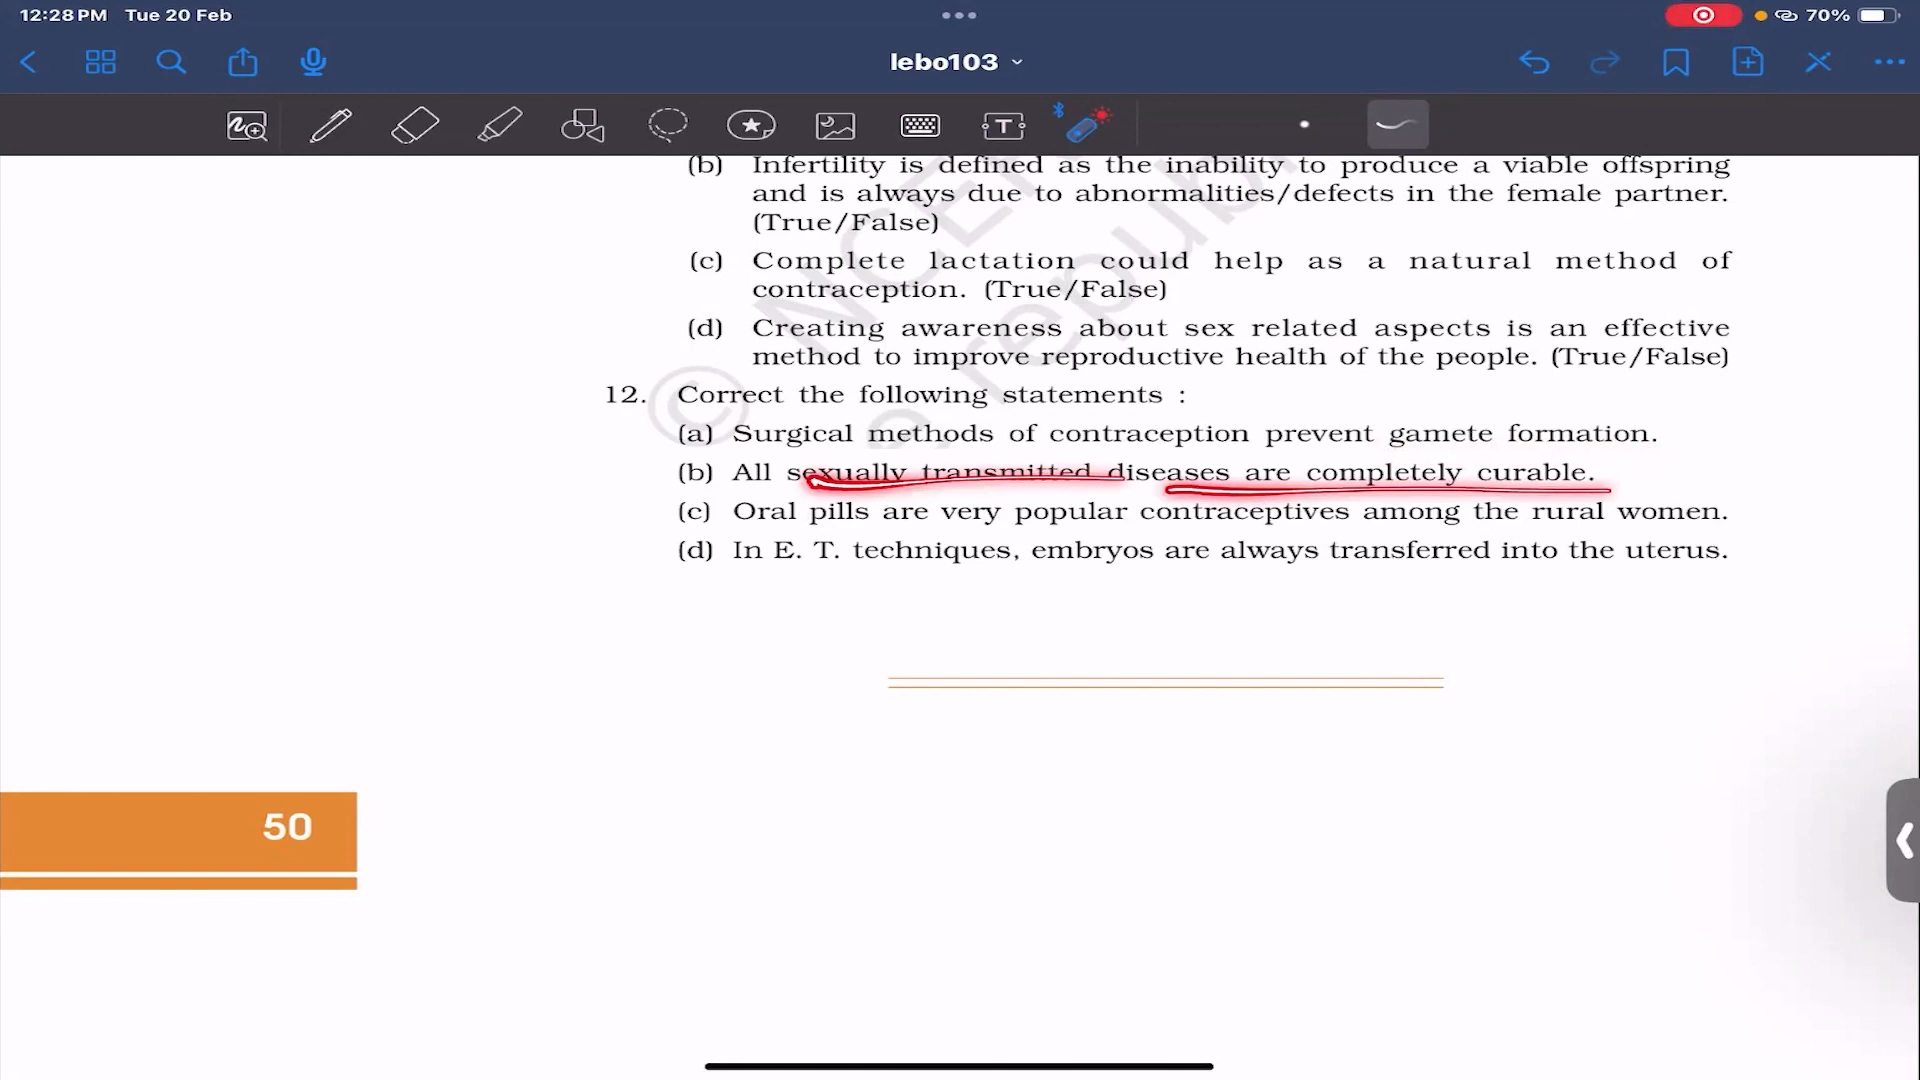 12:28 PM Tue 20 Feb
70%
lebo103
(b) Infertility is defined as the inability to produce a viable offspring
and is always due to abnormalities/defects in the female partner.
(True/False)
(c) Complete lactation could help as a natural method of
contraception. (True/False)
(d) Creating awareness about sex related aspects is an effective
method to improve reproductive health of the people. (True/False)
12. Correct the following statements :
(a) Surgical methods of contraception prevent gamete formation.
(b) All sexually transmitted diseases are completely curable.
(c) Oral pills are very popular contraceptives among the rural women.
(d) In E. T. techniques, embryos are always transferred into the uterus.
50